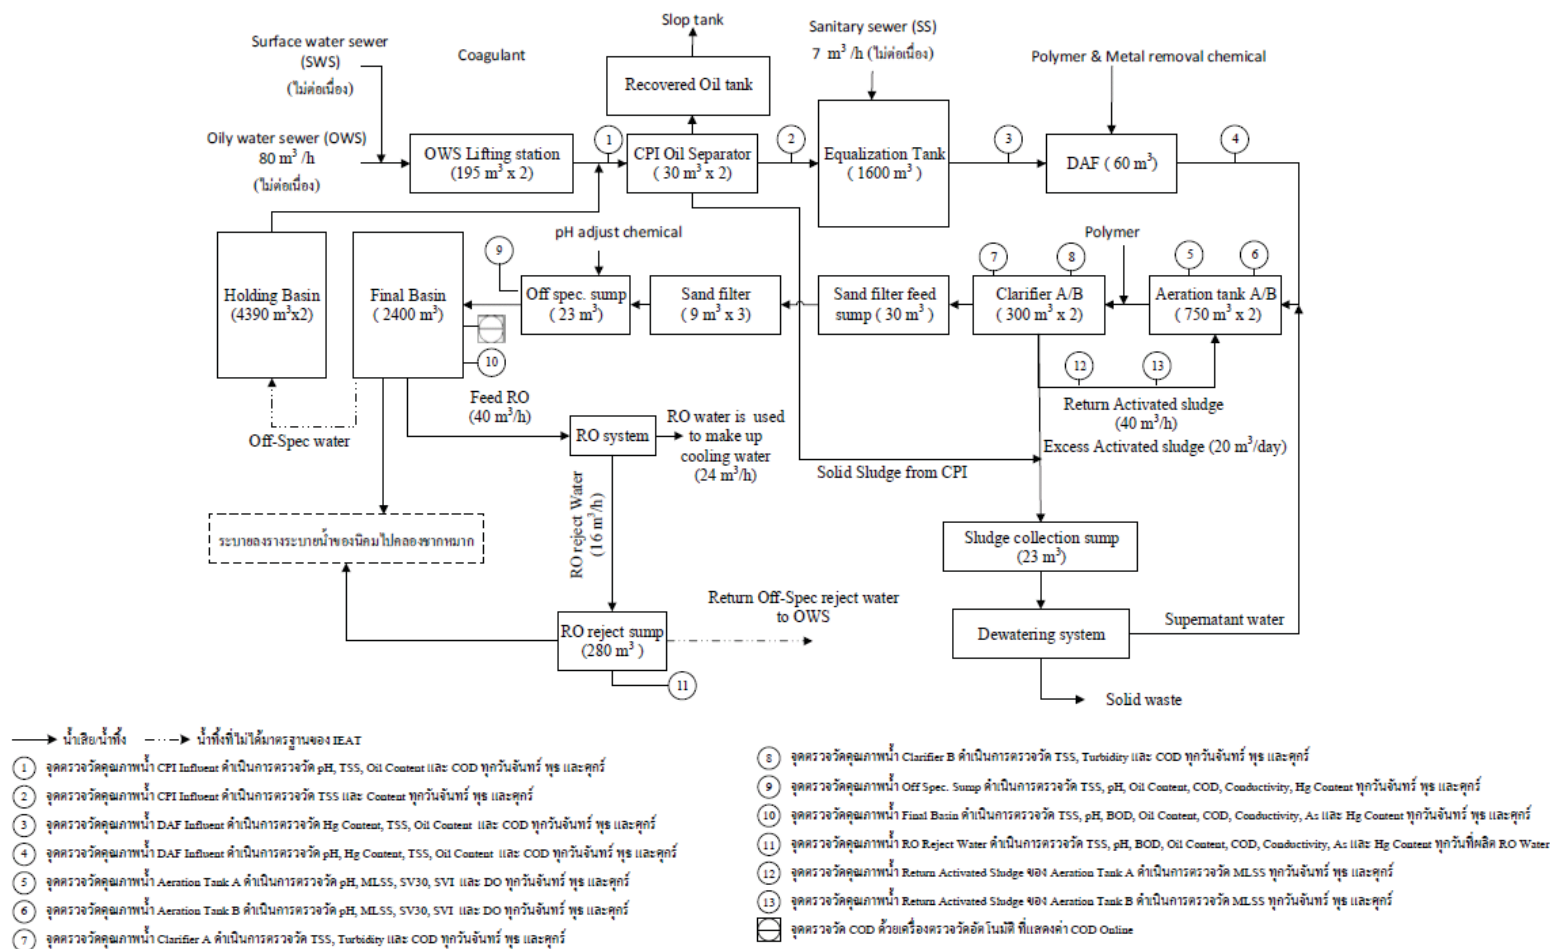 Slop tank
Surface water sewer
(SWS)
(ไม่ต่อเนื่อง)
Coagulant
Sanitary sewer (SS)
7 m³ /h (ไม่ต่อเนื่อง)
Polymer & Metal removal chemical
Recovered Oil tank
Oily water sewer (OWS)
80 m³ /h
(ไม่ต่อเนื่อง)
OWS Lifting station
(195 m³ x 2)
1
CPI Oil Separator
( 30 m³ x 2)
2
Equalization Tank
( 1600 m³ )
3
DAF ( 60 m³)
4
Holding Basin
(4390 m³x2)
Final Basin
( 2400 m³)
9
pH adjust chemical
Off spec. sump
( 23 m³)
Sand filter
( 9 m³ x 3)
Sand filter feed
sump ( 30 m³ )
7
8
Clarifier A/B
( 300 m³ x 2)
Polymer
5
6
Aeration tank A/B
( 750 m³ x 2)
10
12
13
Return Activated sludge
(40 m³/h)
Excess Activated sludge (20 m³/day)
Off-Spec water
Feed RO
(40 m³/h)
RO system
RO water is used
to make up
cooling water
(24 m³/h)
Solid Sludge from CPI
RO reject Water
(16 m³/h)
ระบายลงรางระบายน้ำของนิคมไปคลองชากหมาก
Sludge collection sump
(23 m³)
Return Off-Spec reject water
to OWS
RO reject sump
(280 m³ )
11
Dewatering system
Supernatant water
Solid waste
น้ำเสีย/น้ำทิ้ง
น้ำทิ้งที่ไม่ได้มาตรฐานของ IEAT
1 จุดตรวจวัดคุณภาพน้ำ CPI Influent ดำเนินการตรวจวัด pH, TSS, Oil Content และ COD ทุกวันจันทร์ พุธ และศุกร์
2 จุดตรวจวัดคุณภาพน้ำ CPI Influent ดำเนินการตรวจวัด TSS และ Content ทุกวันจันทร์ พุธ และศุกร์
3 จุดตรวจวัดคุณภาพน้ำ DAF Influent ดำเนินการตรวจวัด Hg Content, TSS, Oil Content และ COD ทุกวันจันทร์ พุธ และศุกร์
4 จุดตรวจวัดคุณภาพน้ำ DAF Influent ดำเนินการตรวจวัด pH, Hg Content, TSS, Oil Content และ COD ทุกวันจันทร์ พุธ และศุกร์
5 จุดตรวจวัดคุณภาพน้ำ Aeration Tank A ดำเนินการตรวจวัด pH, MLSS, SV30, SVI และ DO ทุกวันจันทร์ พุธ และศุกร์
6 จุดตรวจวัดคุณภาพน้ำ Aeration Tank B ดำเนินการตรวจวัด pH, MLSS, SV30, SVI และ DO ทุกวันจันทร์ พุธ และศุกร์
7 จุดตรวจวัดคุณภาพน้ำ Clarifier A ดำเนินการตรวจวัด TSS, Turbidity และ COD ทุกวันจันทร์ พุธ และศุกร์
8 จุดตรวจวัดคุณภาพน้ำ Clarifier B ดำเนินการตรวจวัด TSS, Turbidity และ COD ทุกวันจันทร์ พุธ และศุกร์
9 จุดตรวจวัดคุณภาพน้ำ Off Spec. Sump ดำเนินการตรวจวัด TSS, pH, Oil Content, COD, Conductivity, Hg Content ทุกวันจันทร์ พุธ และศุกร์
10 จุดตรวจวัดคุณภาพน้ำ Final Basin ดำเนินการตรวจวัด TSS, pH, BOD, Oil Content, COD, Conductivity, As และ Hg Content ทุกวันจันทร์ พุธ และศุกร์
11 จุดตรวจวัดคุณภาพน้ำ RO Reject Water ดำเนินการตรวจวัด TSS, pH, BOD, Oil Content, COD, Conductivity, As และ Hg Content ทุกวันที่ผลิต RO Water
12 จุดตรวจวัดคุณภาพน้ำ Return Activated Sludge ของ Aeration Tank A ดำเนินการตรวจวัด MLSS ทุกวันจันทร์ พุธ และศุกร์
13 จุดตรวจวัดคุณภาพน้ำ Return Activated Sludge ของ Aeration Tank B ดำเนินการตรวจวัด MLSS ทุกวันจันทร์ พุธ และศุกร์
จุดตรวจวัด COD ด้วยเครื่องตรวจวัดอัตโนมัติ ที่แสดงค่า COD Online